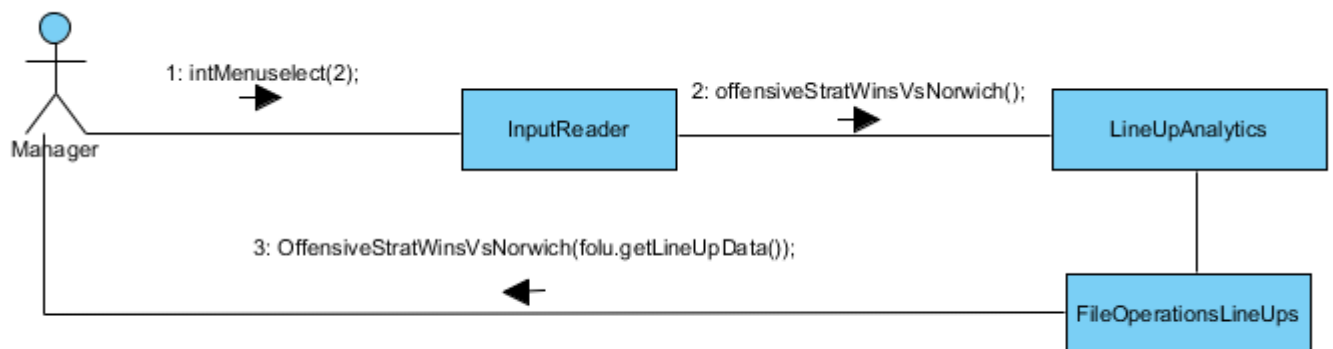 1: intMenuselect(2);
2: offensiveStratWinsVsNorwich();
InputReader
LineUpAnalytics
Manager
3: OffensiveStratWinsVsNorwich(folu.getLineUpData());
FileOperationsLineUps